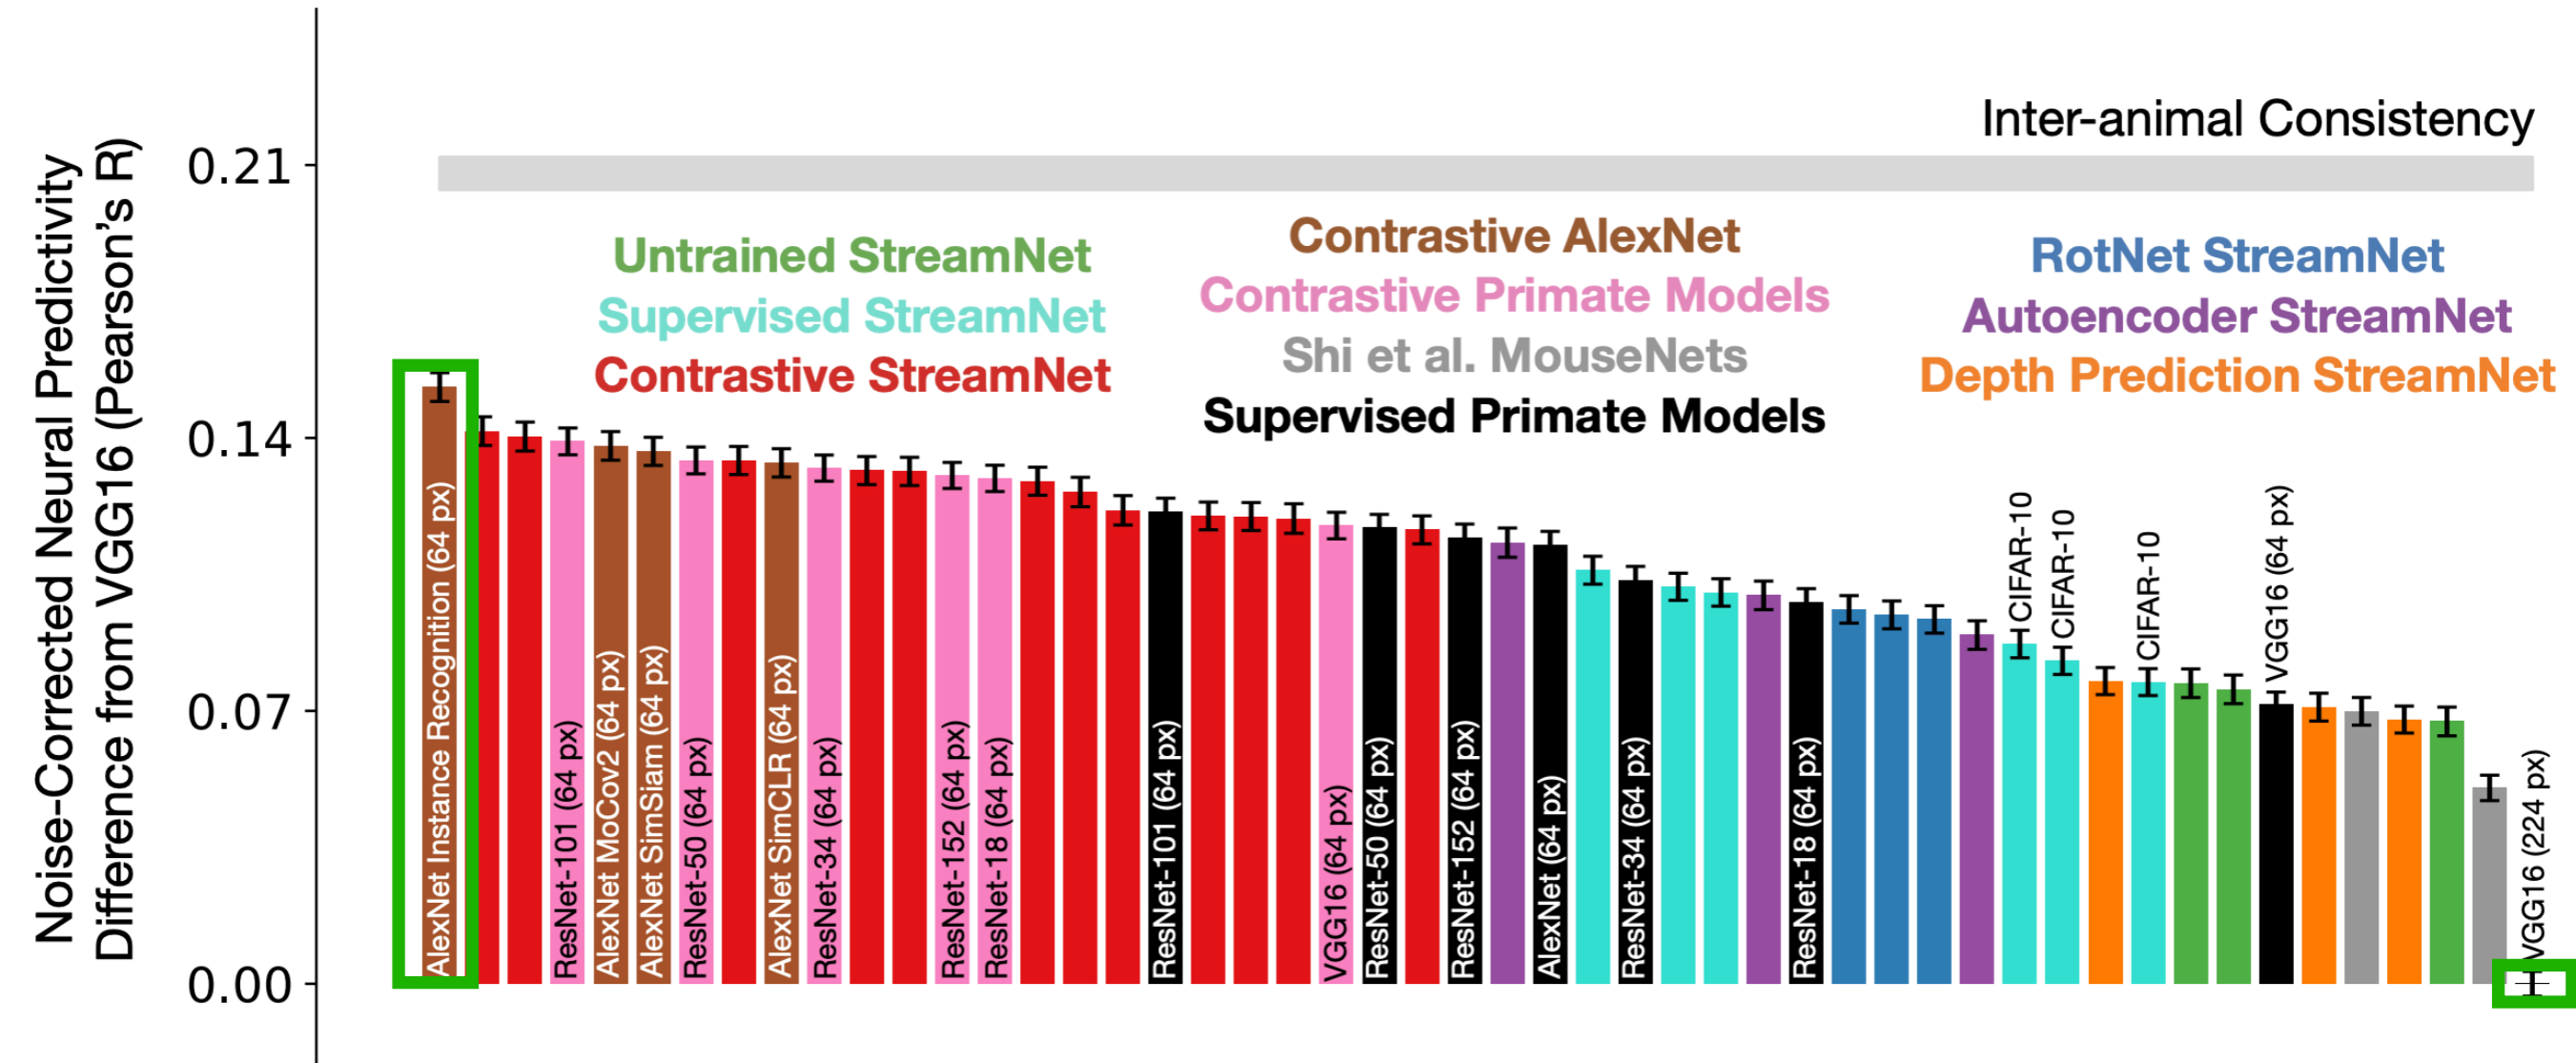 Noise-Corrected Neural Predictivity
Difference from VGG16 (Pearson's R)
0.21
0.14
0.07
0.00
Inter-animal Consistency
Untrained StreamNet
Supervised StreamNet
Contrastive StreamNet
Contrastive AlexNet
Contrastive Primate Models
Shi et al. MouseNets
Supervised Primate Models
RotNet StreamNet
Autoencoder StreamNet
Depth Prediction StreamNet
AlexNet Instance Recognition (64 px)
ResNet-101 (64 px)
AlexNet MoCov2 (64 px)
AlexNet SimSiam (64 px)
ResNet-50 (64 px)
AlexNet SimCLR (64 px)
ResNet-34 (64 px)
ResNet-152 (64 px)
ResNet-18 (64 px)
ResNet-101 (64 px)
VGG16 (64 px)
ResNet-50 (64 px)
ResNet-152 (64 px)
AlexNet (64 px)
ResNet-34 (64 px)
ResNet-18 (64 px)
CIFAR-10
CIFAR-10
CIFAR-10
VGG16 (64 px)
VGG16 (224 px)